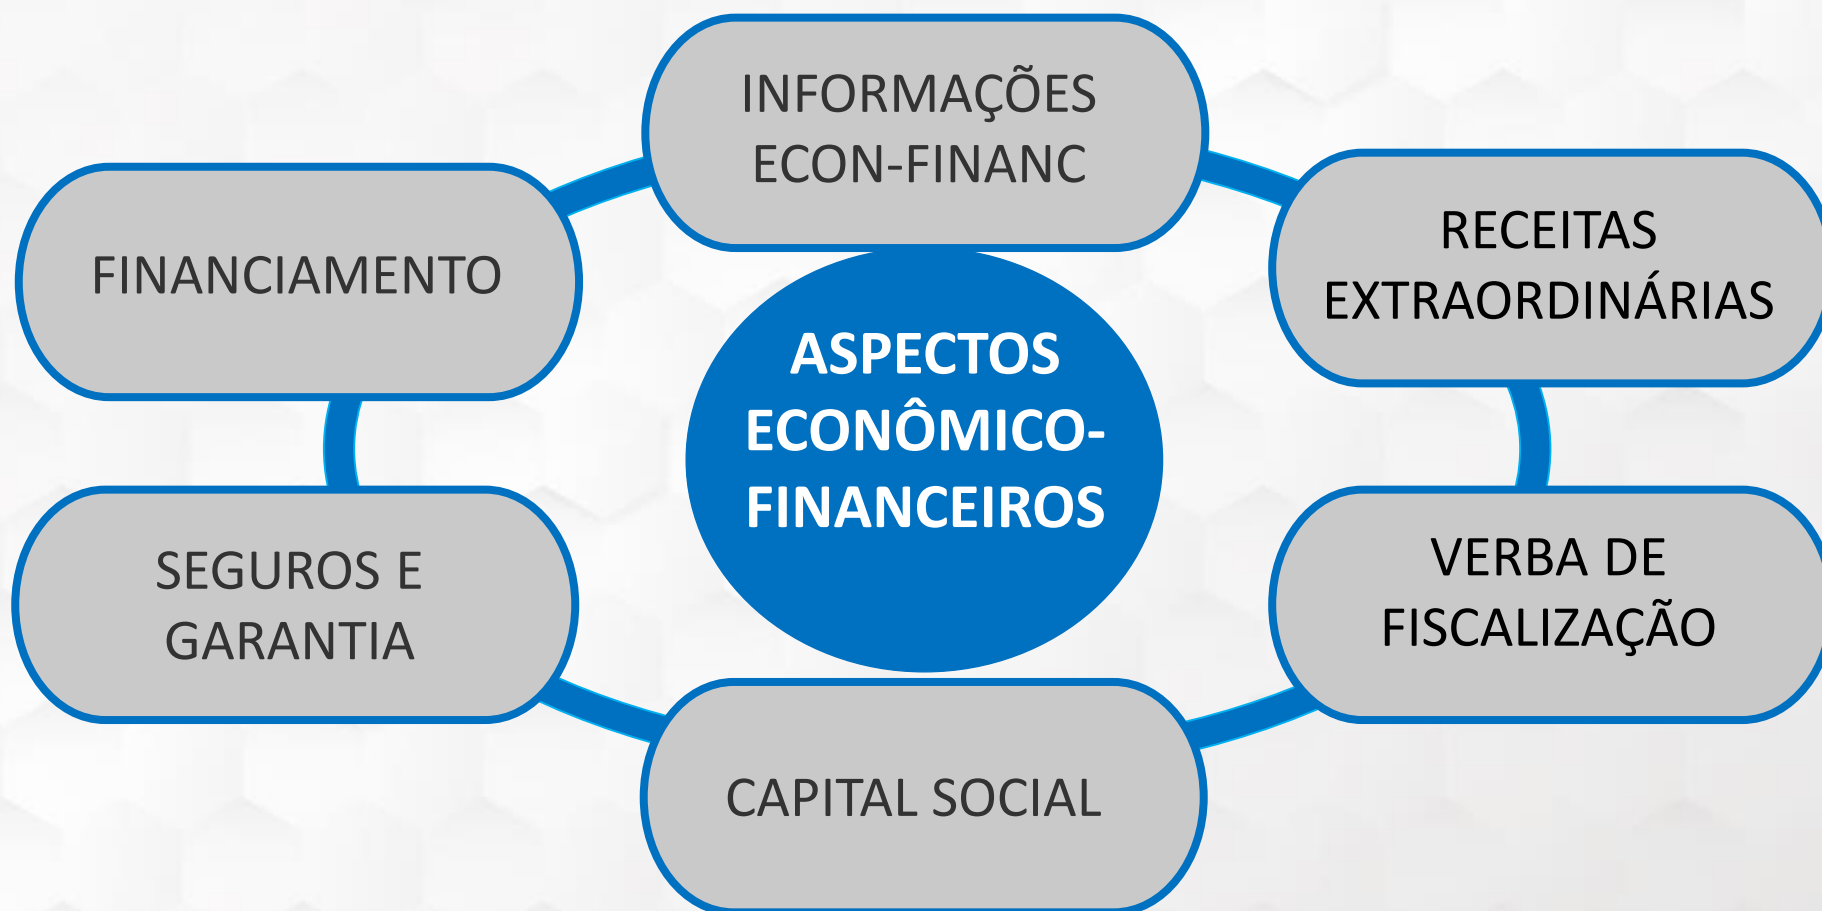 INFORMAÇÕES
ECON-FINANC
RECEITAS
EXTRAORDINÁRIAS
FINANCIAMENTO
ASPECTOS
ECONÔMICO-
FINANCEIROS
SEGUROS E
GARANTIA
VERBA DE
FISCALIZAÇÃO
CAPITAL SOCIAL